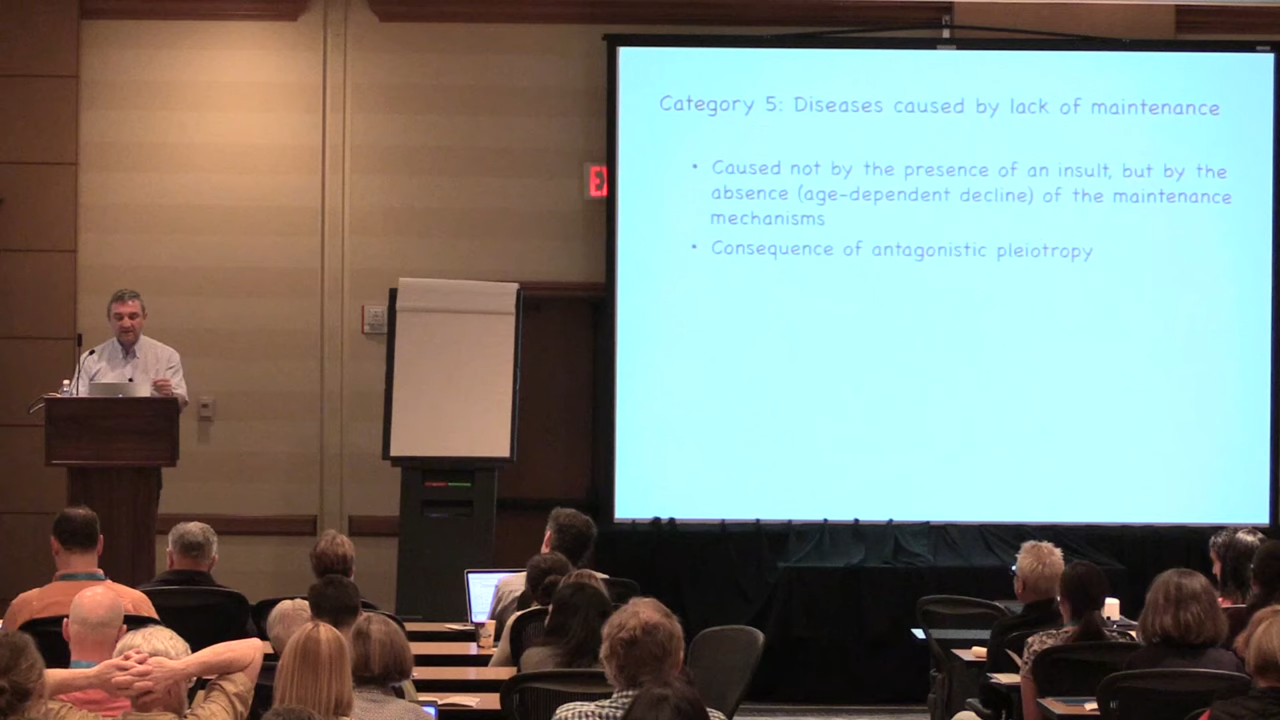 Category 5: Diseases caused by lack of maintenance
• Caused not by the presence of an insult, but by the
absence (age-dependent decline) of the maintenance
mechanisms
• Consequence of antagonistic pleiotropy